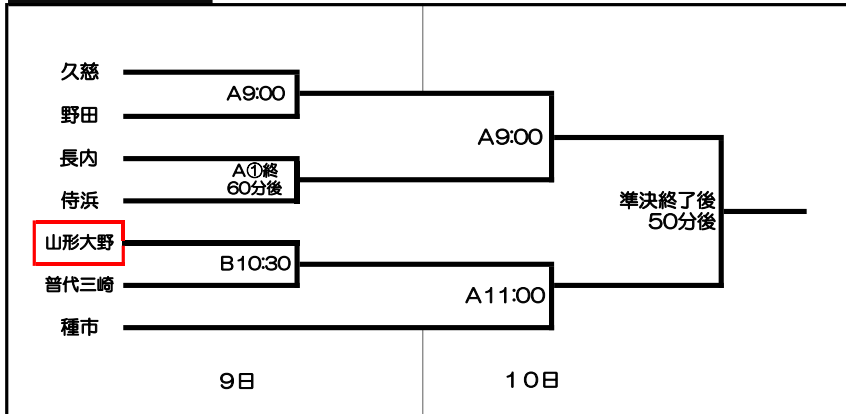 久慈
A9:00
野田
A9:00
長内
A①終
60分後
侍浜
準決終了後
50分後
山形大野
B10:30
普代三崎
A11:00
種市
9日
10日